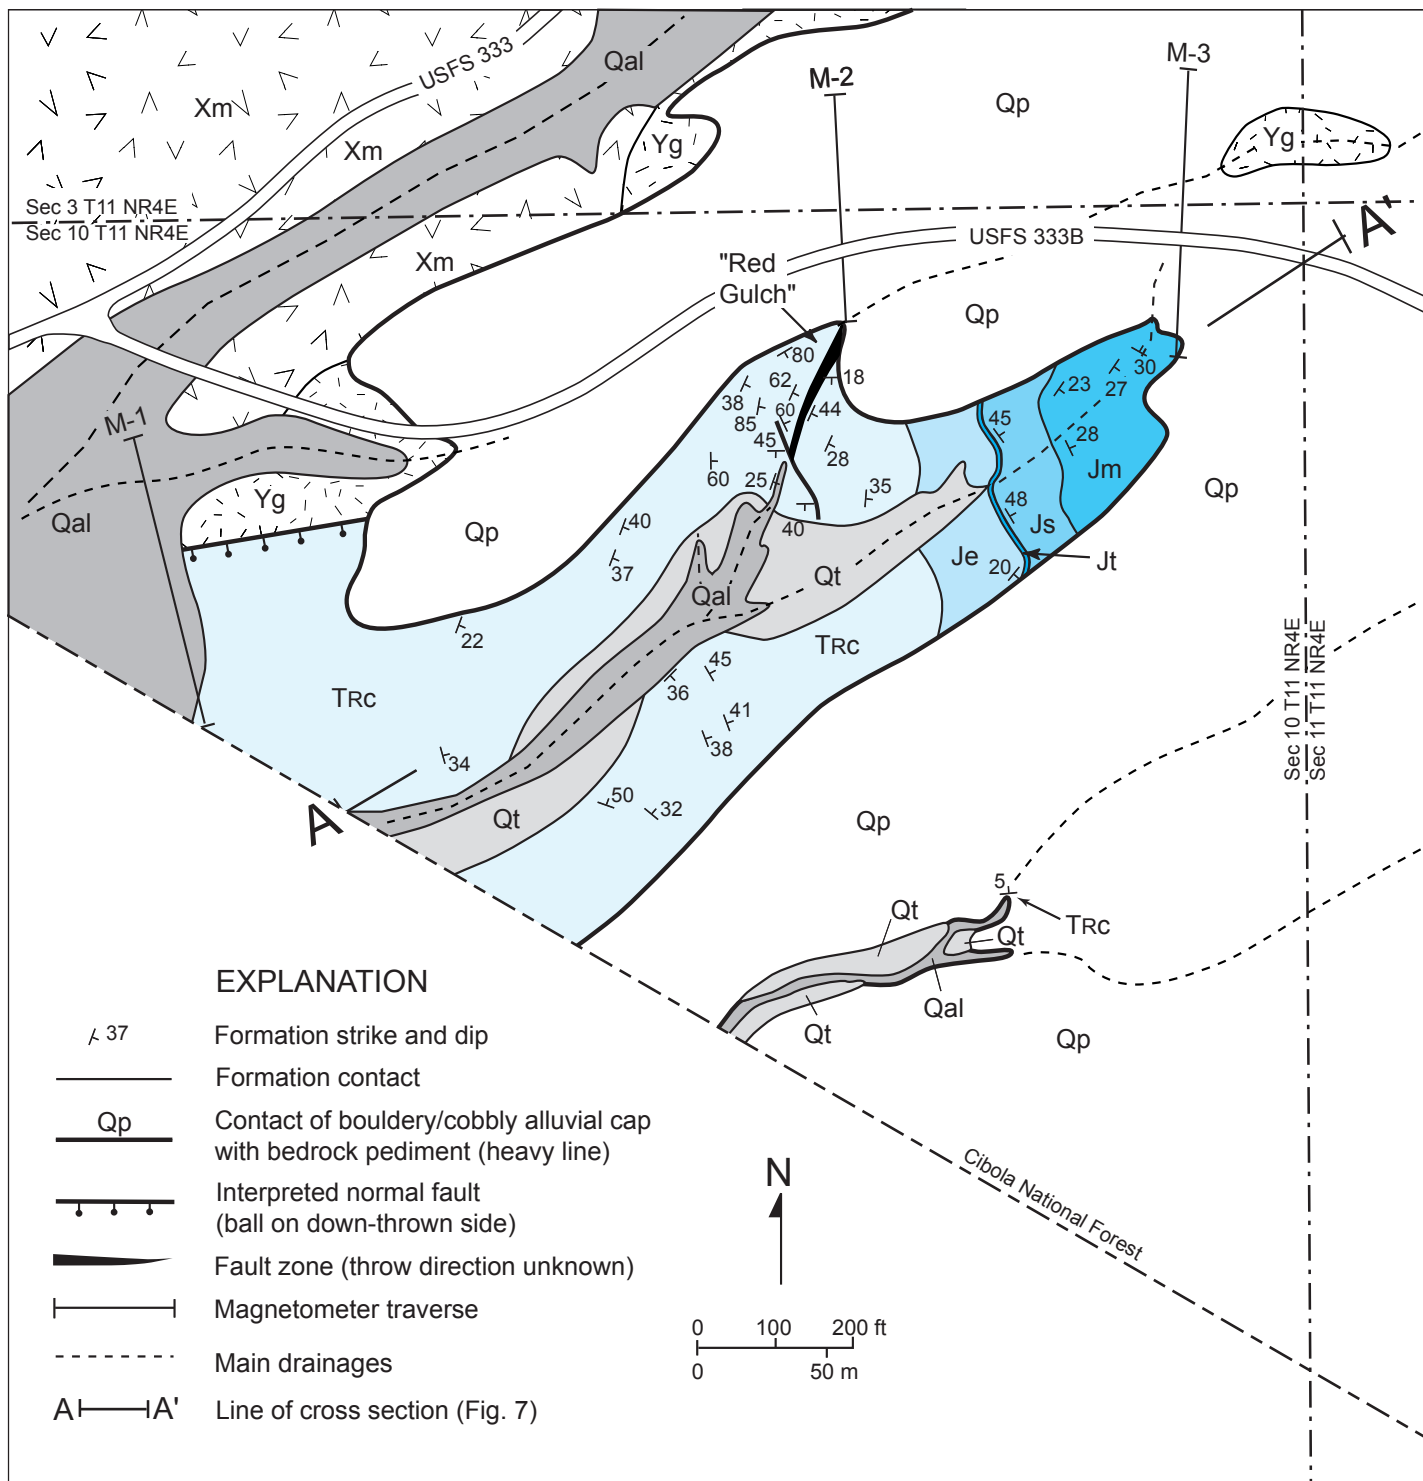 USFS 333
Qal
M-2
M-3
Qp
Xm
Xm
Yg
Yg
Sec 3 T11 NR4E
Sec 10 T11 NR4E
A'
USFS 333B
Xm
"Red
Gulch"
Qp
80
18
30
62
23
27
38
60
44
85
45
M-1
45
28
28
60
25
35
Jm
Yg
Qp
Qal
Qp
40
40
48
Js
Je
Jt
37
Qt
20
Qal
22
TRc
45
36
TRc
41
38
34
50
32
Sec 10 T11 NR4E
Sec 11 T11 NR4E
A
Qt
Qp
5
Qt
TRc
Qt
Qal
Qt
Qp
EXPLANATION
37 Formation strike and dip
Formation contact
Qp Contact of bouldery/cobbly alluvial cap
with bedrock pediment (heavy line)
Interpreted normal fault
(ball on down-thrown side)
Fault zone (throw direction unknown)
Magnetometer traverse
Main drainages
A A' Line of cross section (Fig. 7)
N
0 100 200 ft
0 50 m
Cibola National Forest